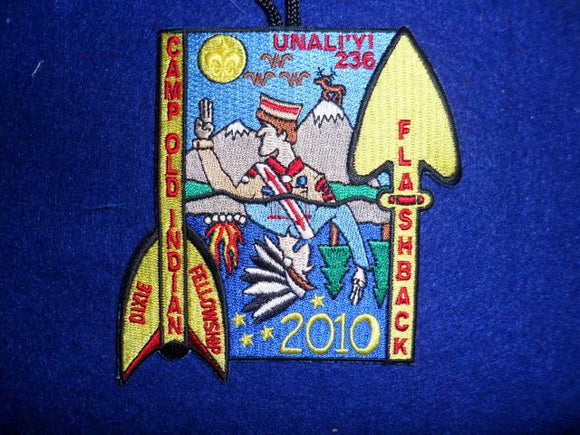 UNALI'YI
236
CAMP OLD INDIAN
FLASHBACK
DIXIE
FELLOWSHIP
2010